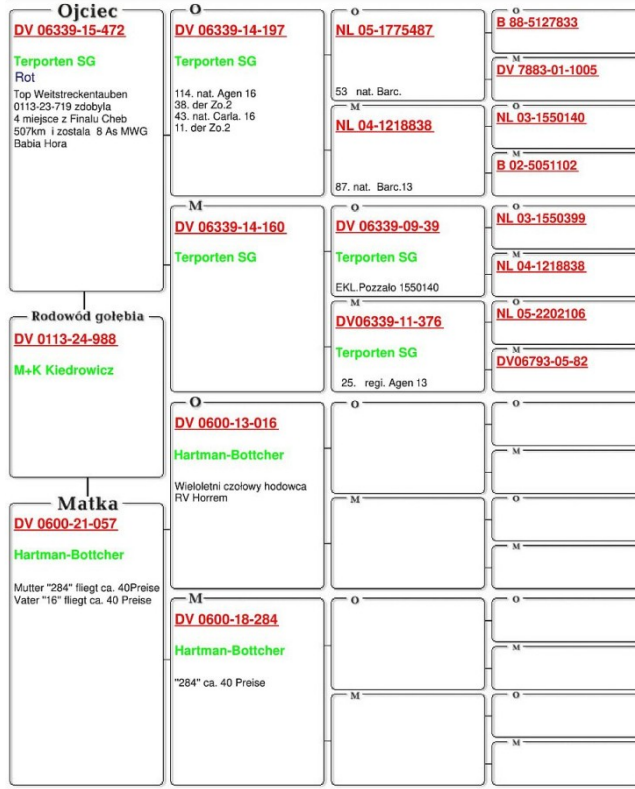 Ojciec
DV 06339-15-472
Terporten SG
Rot
Top Weitstreckentauben
0113-23-719 zdobyla
4 miejsce z Finalu Cheb
507km i zostala 8 As MWG
Babia Hora
Rodowód gołębia
DV 0113-24-988
M+K Kiedrowicz
Matka
DV 0600-21-057
Hartman-Bottcher
Mutter "284" fliegt ca. 40Preise
Vater "16" fliegt ca. 40 Preise
O
DV 06339-14-197
Terporten SG
114. nat. Agen 16
38. der Zo.2
43. nat. Carla. 16
11. der Zo.2
M
DV 06339-14-160
Terporten SG
O
DV 0600-13-016
Hartman-Bottcher
Wieloletni czołowy hodowca
RV Horrem
M
DV 0600-18-284
Hartman-Bottcher
"284" ca. 40 Preise
O
NL 05-1775487
53 nat. Barc.
M
NL 04-1218838
87. nat. Barc.13
O
DV 06339-09-39
Terporten SG
EKL.Pozzalo 1550140
M
DV06339-11-376
Terporten SG
25. regi. Agen 13
O
M
O
M
O
B 88-5127833
M
DV 7883-01-1005
O
NL 03-1550140
M
B 02-5051102
O
NL 03-1550399
M
NL 04-1218838
O
NL 05-2202106
M
DV06793-05-82
O
M
O
M
O
M
O
M